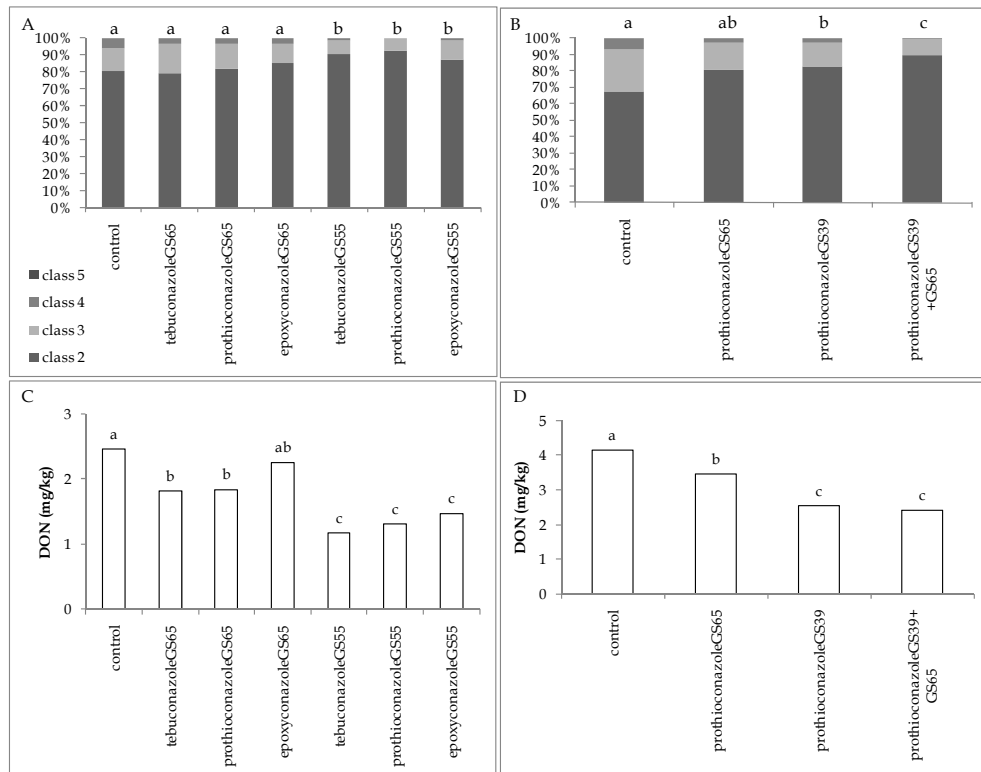 A
a a a a b b b
100%
90%
80%
70%
60%
50%
40%
30%
20%
10%
0%
control
tebuconazoleGS65
prothioconazoleGS65
epoxyconazoleGS65
tebuconazoleGS55
prothioconazoleGS55
epoxyconazoleGS55
class 5
class 4
class 3
class 2
B
a ab b c
100%
90%
80%
70%
60%
50%
40%
30%
20%
10%
0%
control
prothioconazoleGS65
prothioconazoleGS39
prothioconazoleGS39
+GS65
C
DON (mg/kg)
3
2
1
0
a b b ab c c c
control
tebuconazoleGS65
prothioconazoleGS65
epoxyconazoleGS65
tebuconazoleGS55
prothioconazoleGS55
epoxyconazoleGS55
D
DON (mg/kg)
5
4
3
2
1
0
a b c c
control
prothioconazoleGS65
prothioconazoleGS39
prothioconazoleGS39+
GS65